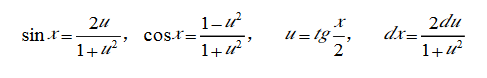 sin x = 2u / (1+u²), cos x = (1−u²) / (1+u²), u = tg x/2, dx = 2du / (1+u²)